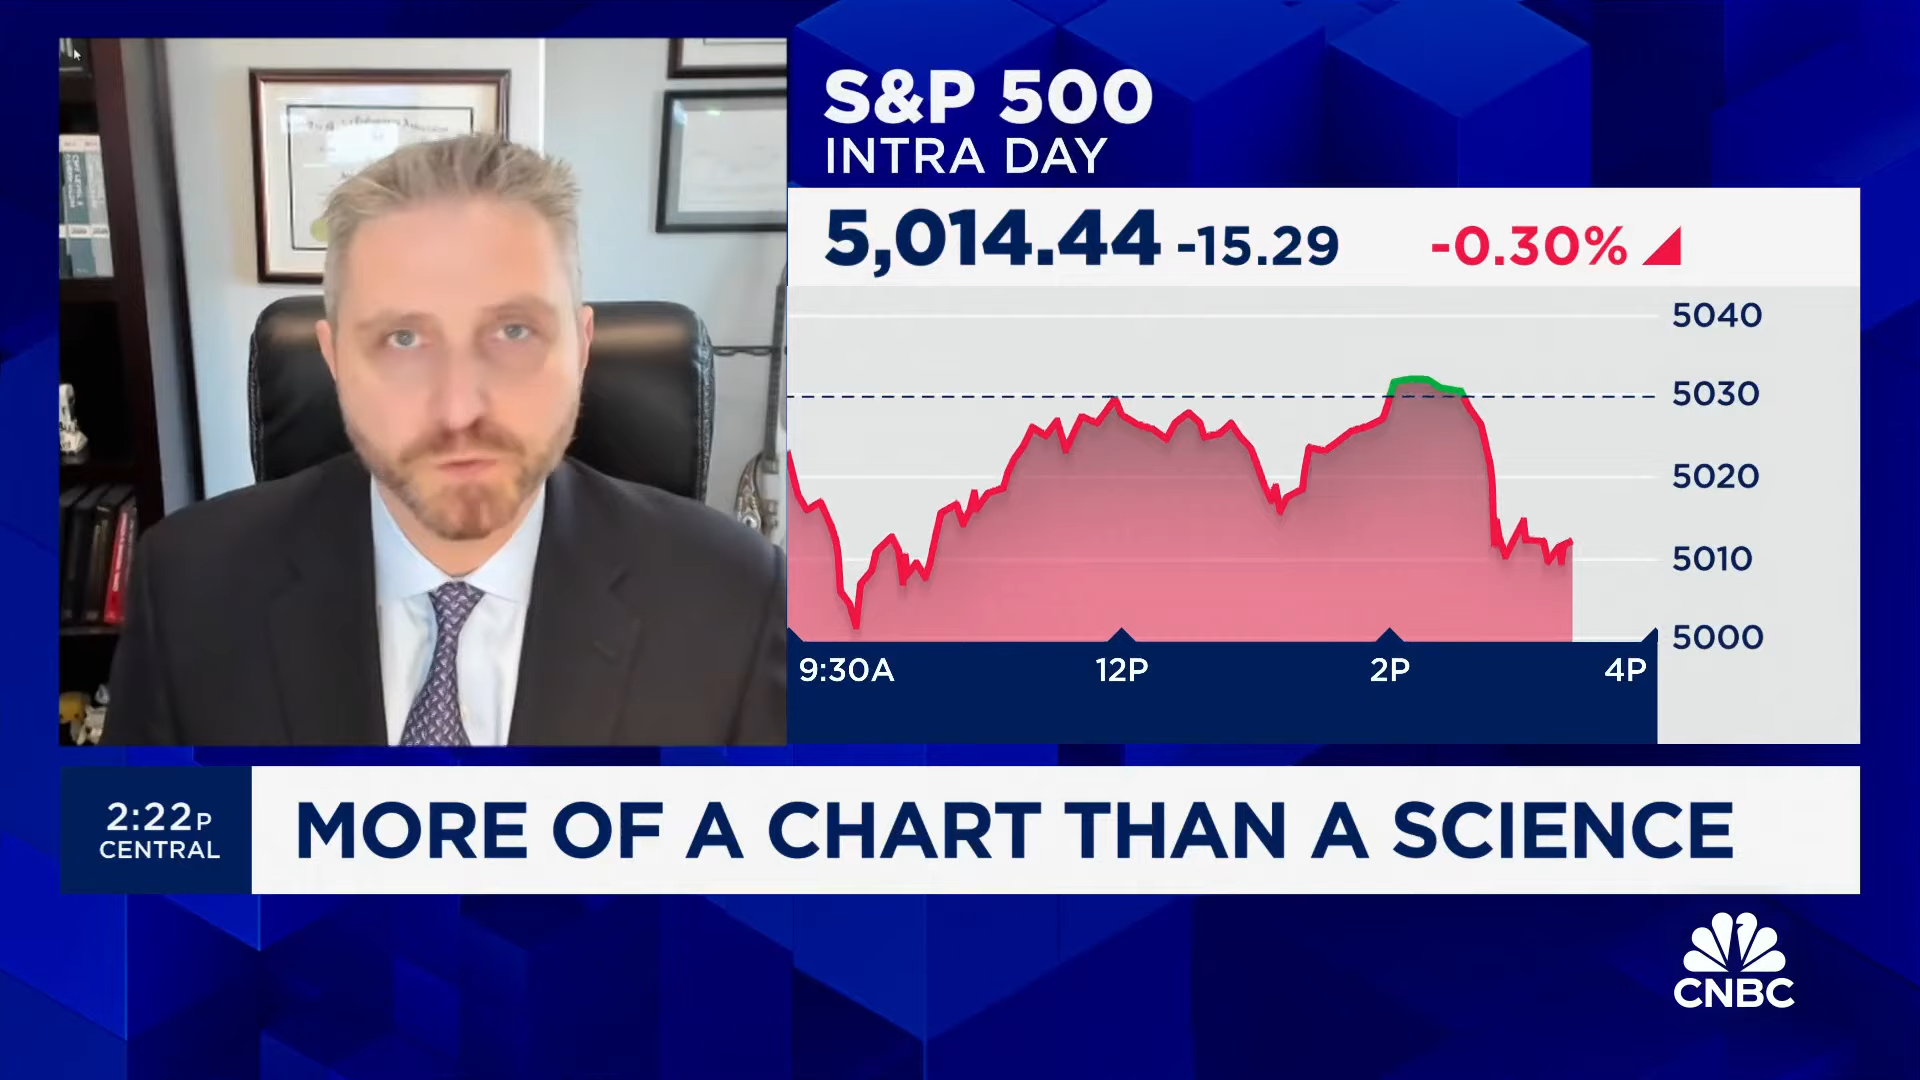 S&P 500
INTRA DAY
5,014.44 -15.29 -0.30%
5040
5030
5020
5010
5000
9:30A 12P 2P 4P
2:22P
CENTRAL
MORE OF A CHART THAN A SCIENCE
CNBC